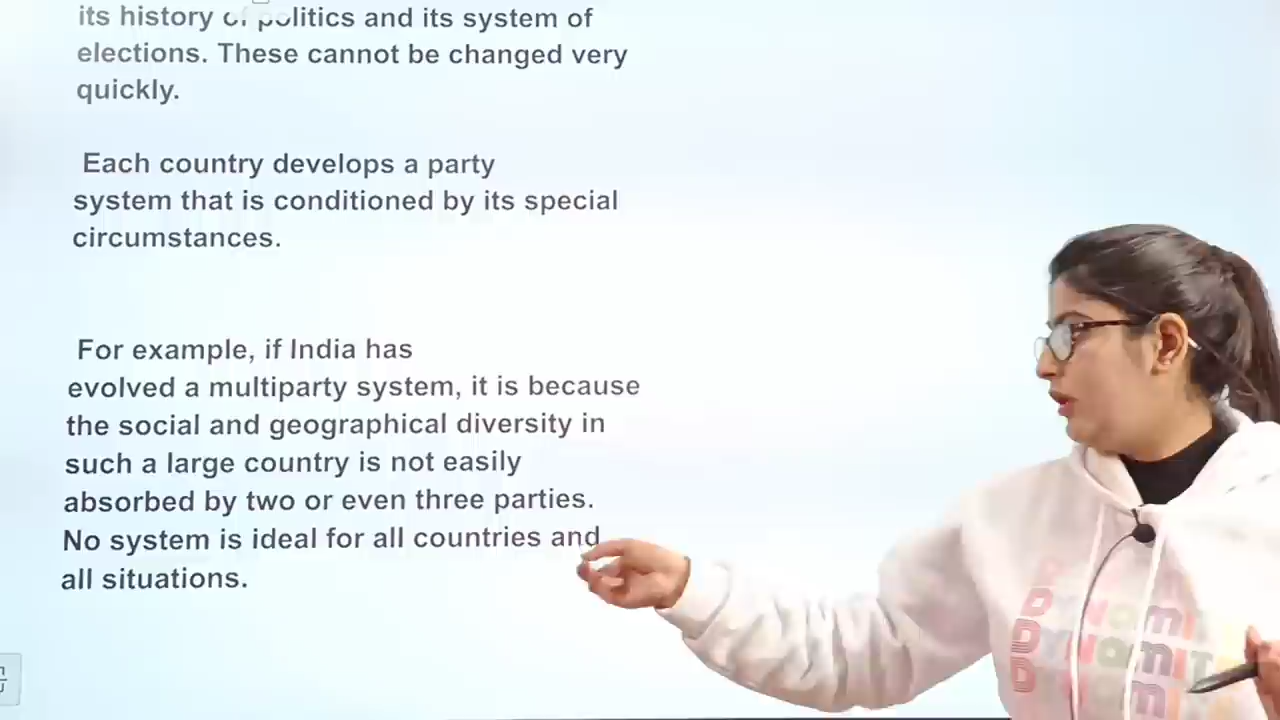 its history of politics and its system of
elections. These cannot be changed very
quickly.
Each country develops a party
system that is conditioned by its special
circumstances.
For example, if India has
evolved a multiparty system, it is because
the social and geographical diversity in
such a large country is not easily
absorbed by two or even three parties.
No system is ideal for all countries and
all situations.
DYNAMIT
DYNAMIT